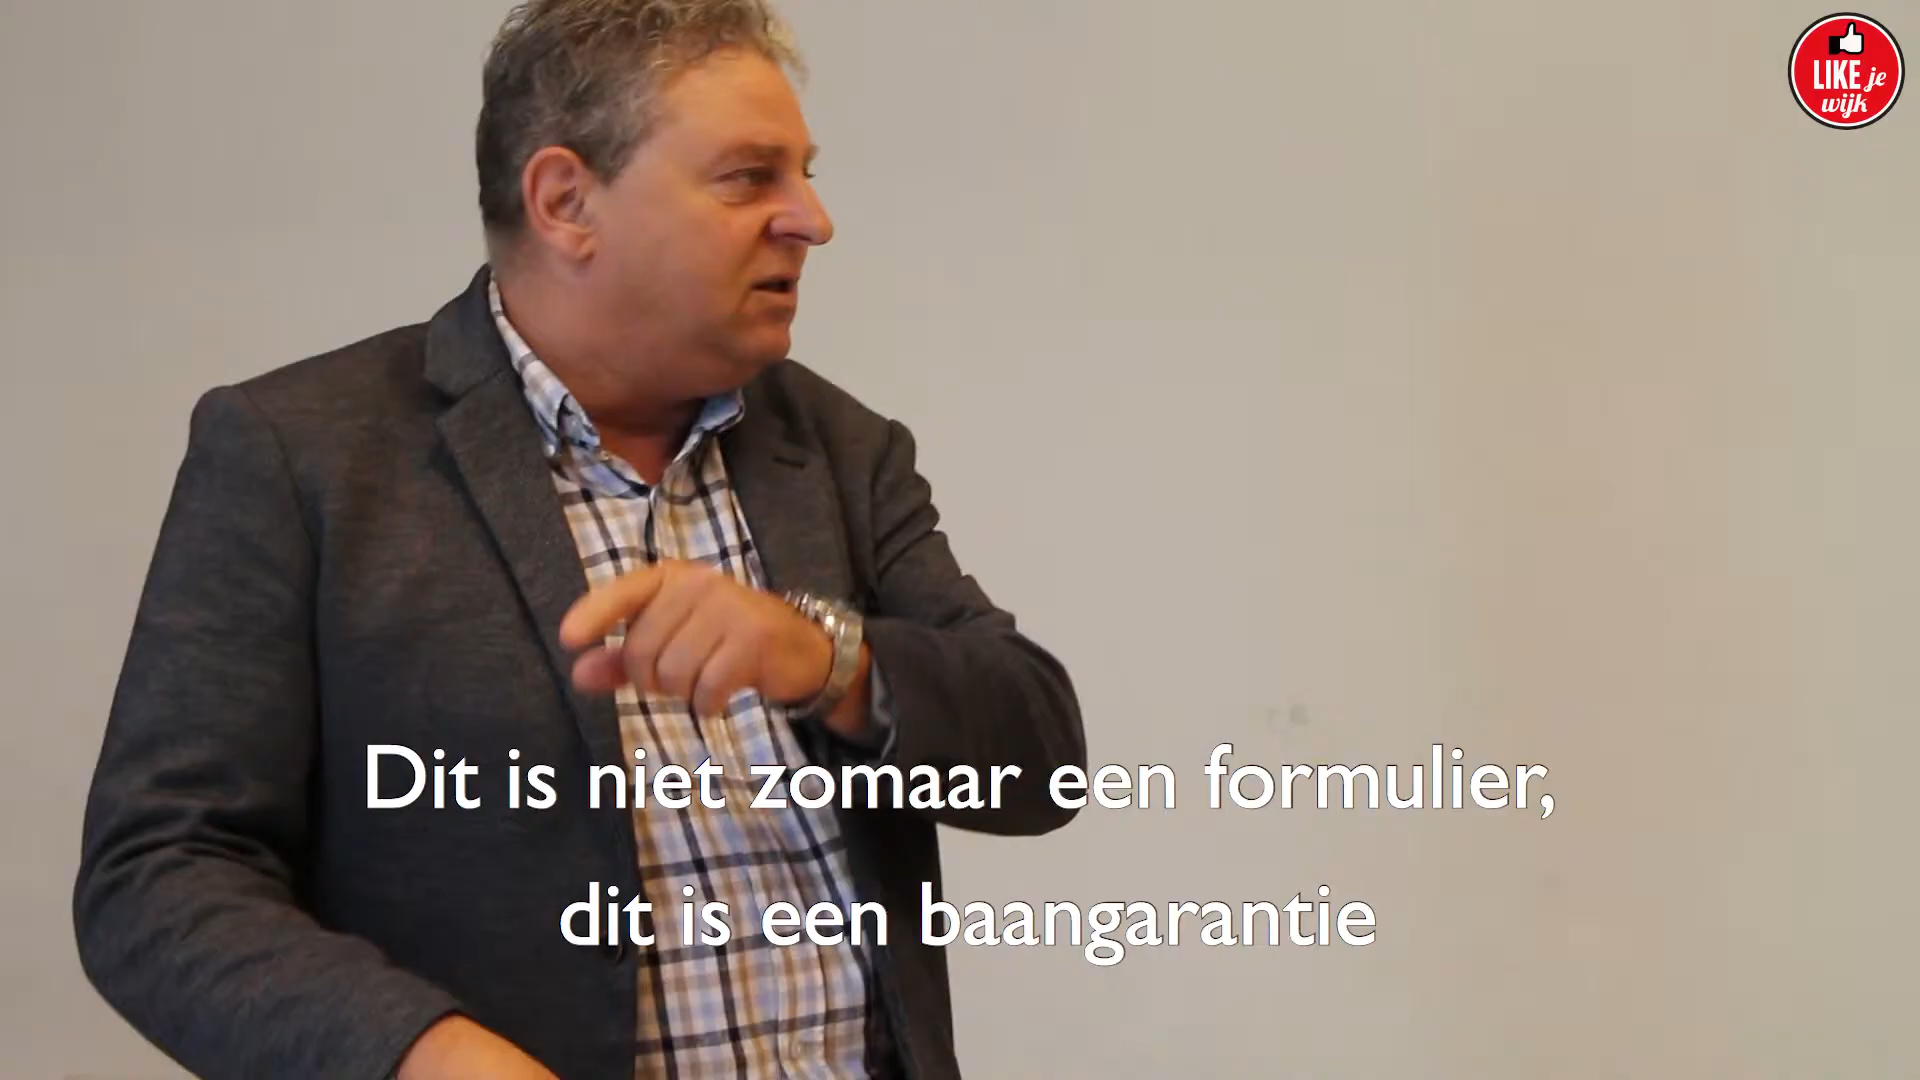 LIKE je
wijk
Dit is niet zomaar een formulier,
dit is een baangarantie